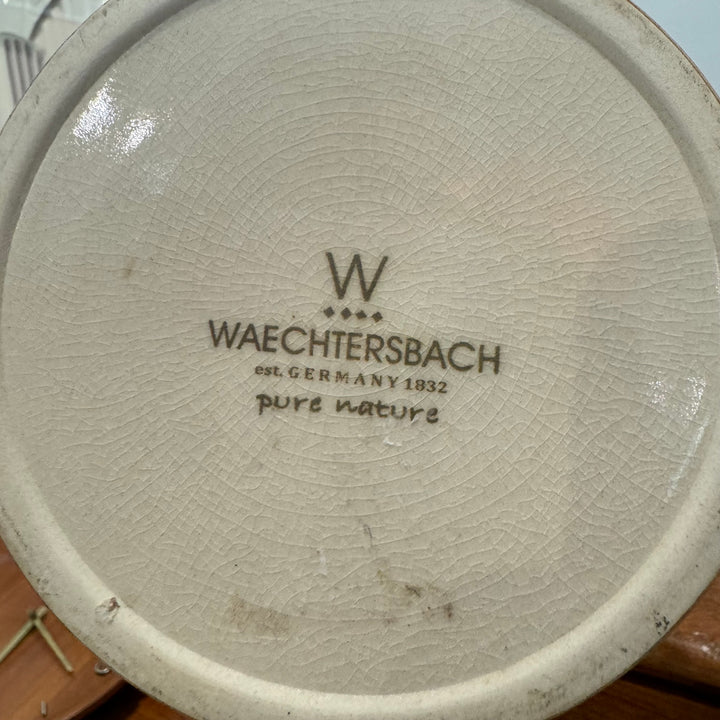 W
WAECHTERSBACH
est. GERMANY 1832
pure nature